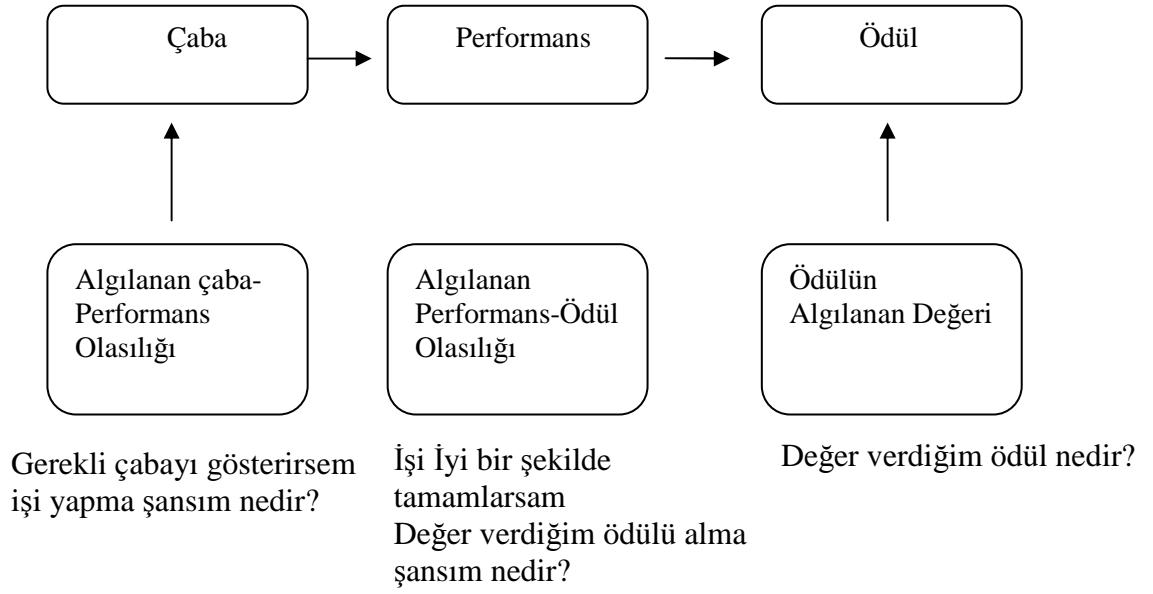 Çaba
Performans
Ödül
Algılanan çaba-
Performans
Olasılığı
Algılanan
Performans-Ödül
Olasılığı
Ödülün
Algılanan Değeri
Gerekli çabayı gösterirsem
işi yapma şansım nedir?
İşi İyi bir şekilde
tamamlarsam
Değer verdiğim ödülü alma
şansım nedir?
Değer verdiğim ödül nedir?